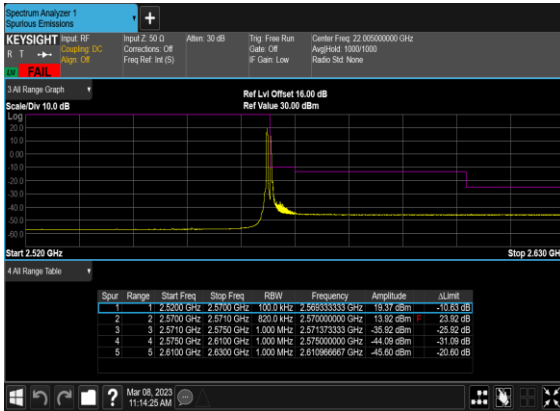 Spectrum Analyzer 1
Spurious Emissions
+
KEYSIGHT Input: RF Input Z: 50 Ω Atten: 30 dB Trig: Free Run Center Freq: 22.005000000 GHz
R T Coupling: DC Corrections: Off Gate: Off Avg|Hold: 1000/1000
Align: Off Freq Ref: Int (S) IF Gain: Low Radio Std: None
FAIL
3 All Range Graph
Ref Lvl Offset 16.00 dB
Scale/Div 10.0 dB Ref Value 30.00 dBm
Log
20.0
10.0
0.00
-10.0
-20.0
-30.0
-40.0
-50.0
-60.0
Start 2.520 GHz Stop 2.630 GH
4 All Range Table
Spur Range Start Freq Stop Freq RBW Frequency Amplitude ΔLimit
1 1 2.5200 GHz 2.5700 GHz 100.0 kHz 2.569333333 GHz 19.37 dBm -10.63 dB
2 2 2.5700 GHz 2.5710 GHz 820.0 kHz 2.570000000 GHz 13.92 dBm F 23.92 dB
3 3 2.5710 GHz 2.5750 GHz 1.000 MHz 2.571373333 GHz -35.92 dBm -25.92 dB
4 4 2.5750 GHz 2.6100 GHz 1.000 MHz 2.575000000 GHz -44.09 dBm -31.09 dB
5 5 2.6100 GHz 2.6300 GHz 1.000 MHz 2.610966667 GHz -45.60 dBm -20.60 dB
? Mar 08, 2023
11:14:25 AM